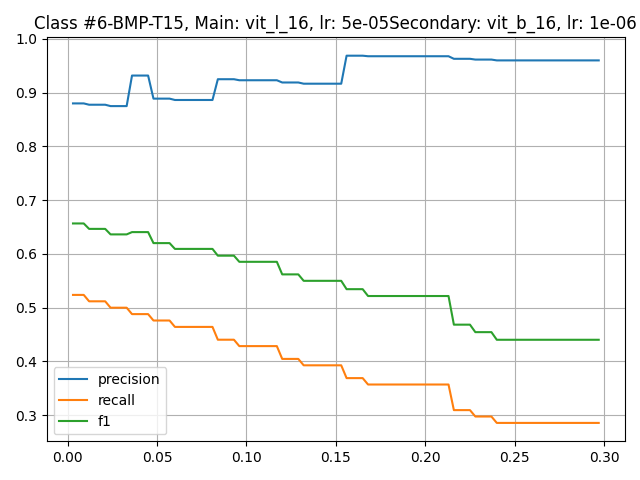 Class #6-BMP-T15, Main: vit_l_16, lr: 5e-05Secondary: vit_b_16, lr: 1e-06
1.0
0.9
0.8
0.7
0.6
0.5
0.4
0.3
precision
recall
f1
0.00 0.05 0.10 0.15 0.20 0.25 0.30